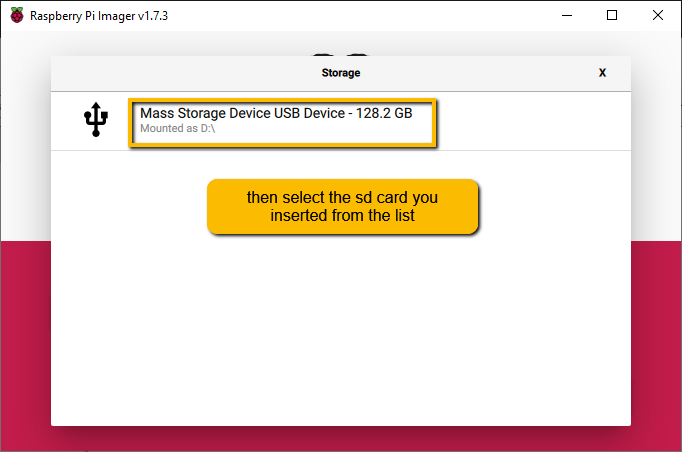 Raspberry Pi Imager v1.7.3
Storage
X
Mass Storage Device USB Device - 128.2 GB
Mounted as D:\
then select the sd card you
inserted from the list